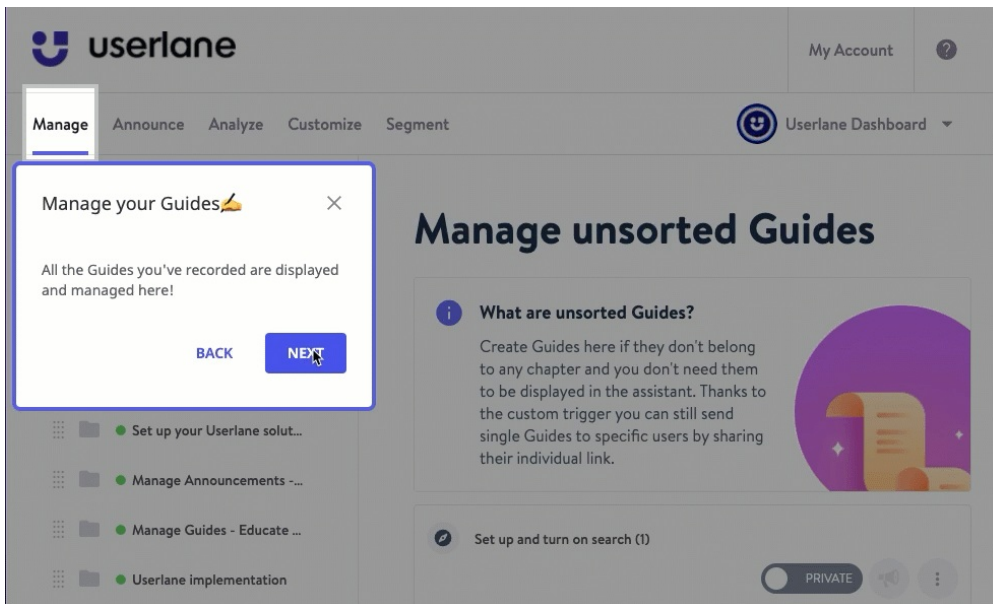 userlane
My Account
Manage
Announce
Analyze
Customize
Segment
Userlane Dashboard
Manage your Guides✍️
All the Guides you've recorded are displayed
and managed here!
BACK
NEXT
Set up your Userlane solut...
Manage Announcements -...
Manage Guides - Educate ...
Userlane implementation
Manage unsorted Guides
What are unsorted Guides?
Create Guides here if they don't belong
to any chapter and you don't need them
to be displayed in the assistant. Thanks to
the custom trigger you can still send
single Guides to specific users by sharing
their individual link.
Set up and turn on search (1)
PRIVATE